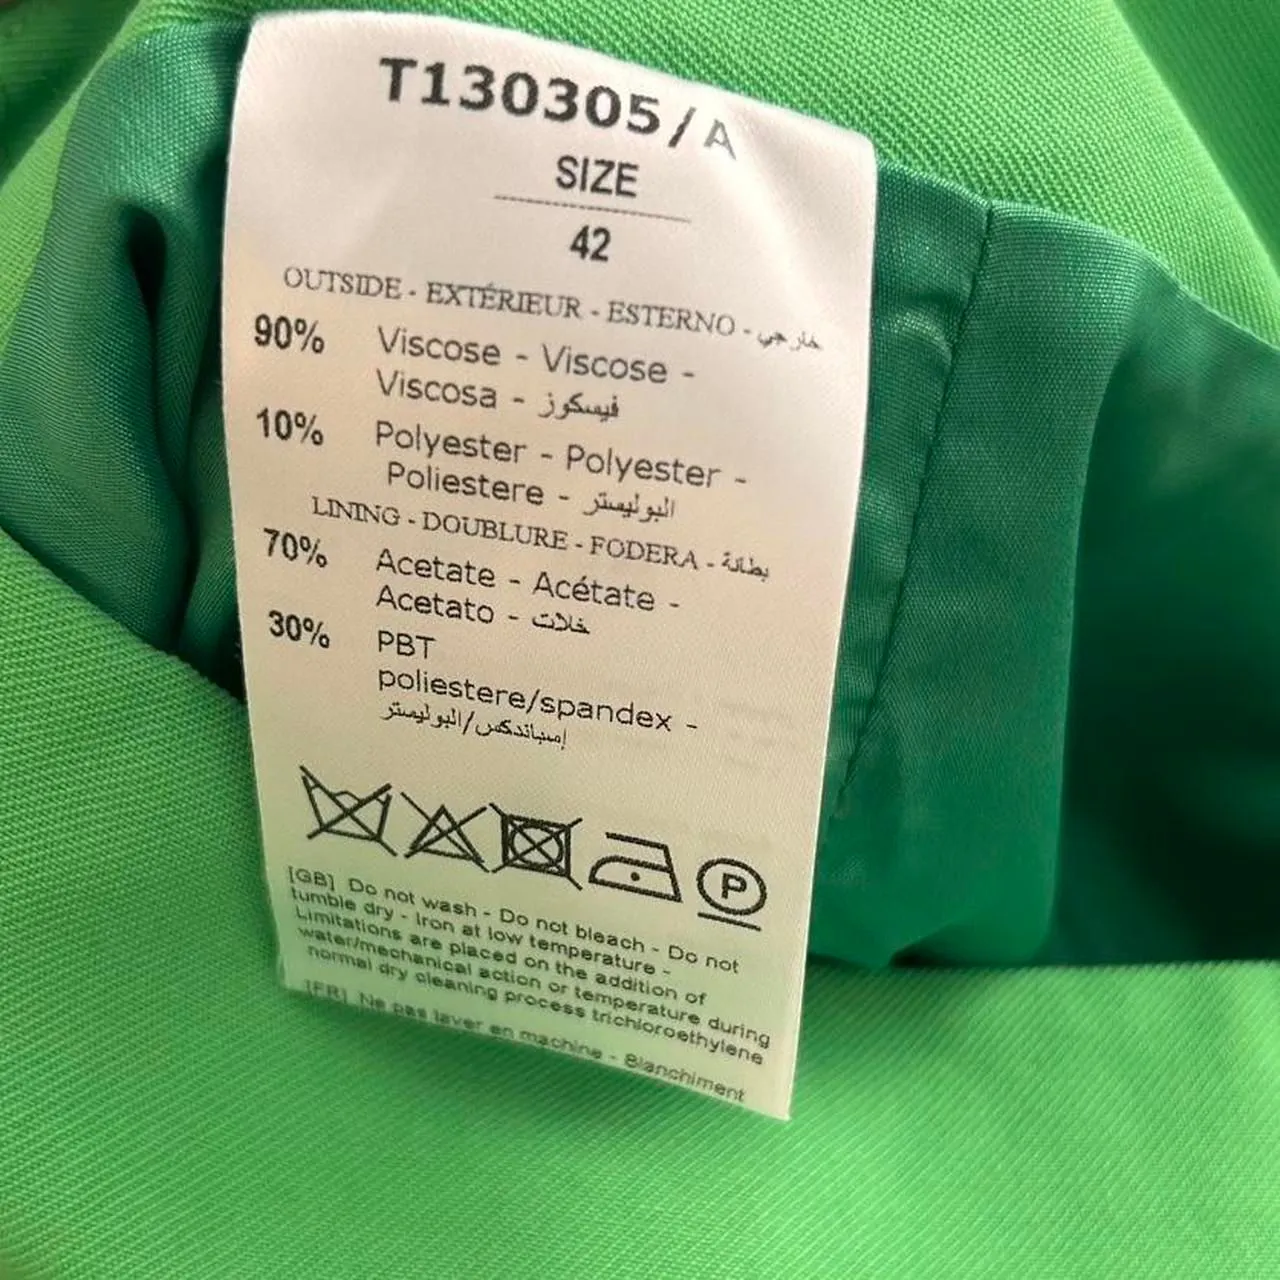 T130305/A
SIZE
42
OUTSIDE - EXTÉRIEUR - ESTERNO - خارجي
90% Viscose - Viscose -
Viscosa - فيسكوز
10% Polyester - Polyester -
Poliestere - البوليستر
LINING - DOUBLURE - FODERA - بطانة
70% Acetate - Acétate -
Acetato - خلات
30% PBT
poliestere/spandex -
إسباندكس/البوليستر
P
[GB] Do not wash - Do not bleach - Do not
tumble dry - Iron at low temperature -
Limitations are placed on the addition of
water/mechanical action or temperature during
normal dry cleaning process trichloroethylene
[FR] Ne pas laver en machine - Blanchiment